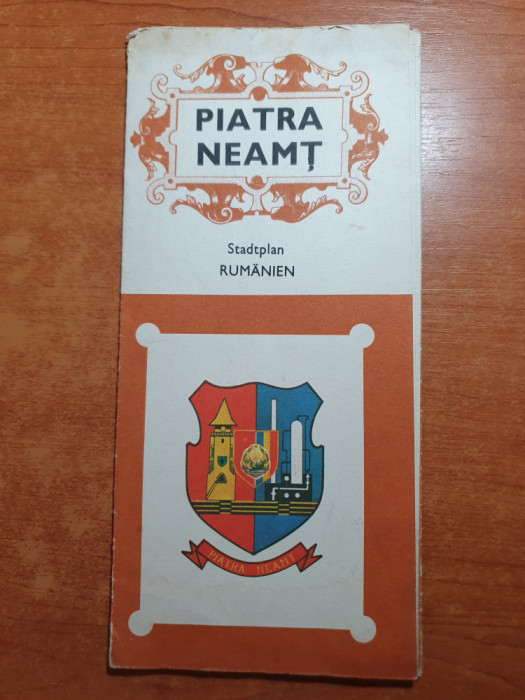 PIATRA
NEAMȚ
Stadtplan
RUMÄNIEN
PIATRA NEAMȚ